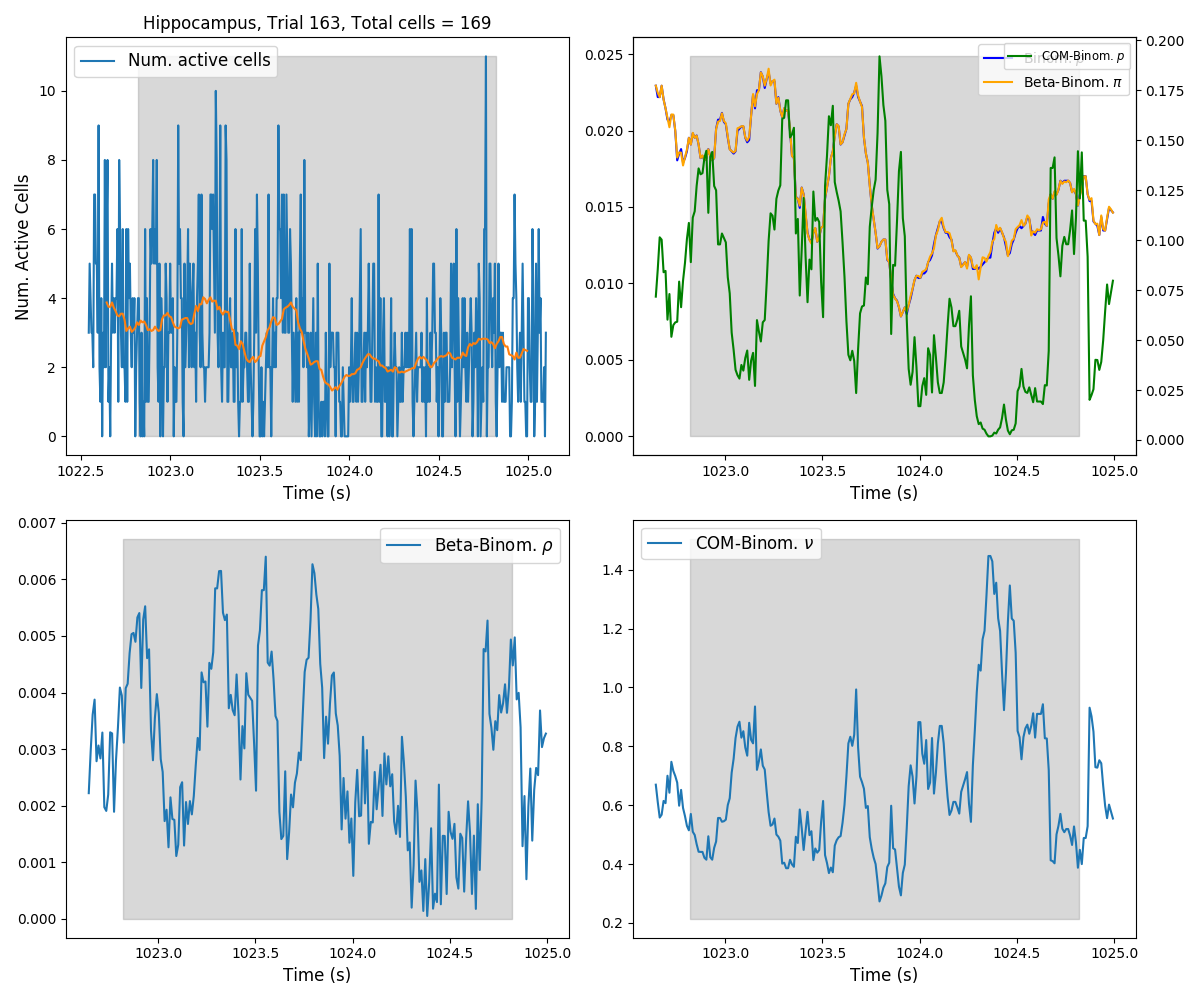 Hippocampus, Trial 163, Total cells = 169
Num. active cells
Num. Active Cells
10
8
6
4
2
0
1022.5 1023.0 1023.5 1024.0 1024.5 1025.0
Time (s)
COM-Binom. p
Binom. p
Beta-Binom. π
0.025
0.020
0.015
0.010
0.005
0.000
0.200
0.175
0.150
0.125
0.100
0.075
0.050
0.025
0.000
1023.0 1023.5 1024.0 1024.5 1025.0
Time (s)
Beta-Binom. ρ
0.007
0.006
0.005
0.004
0.003
0.002
0.001
0.000
1023.0 1023.5 1024.0 1024.5 1025.0
Time (s)
COM-Binom. ν
1.4
1.2
1.0
0.8
0.6
0.4
0.2
1023.0 1023.5 1024.0 1024.5 1025.0
Time (s)